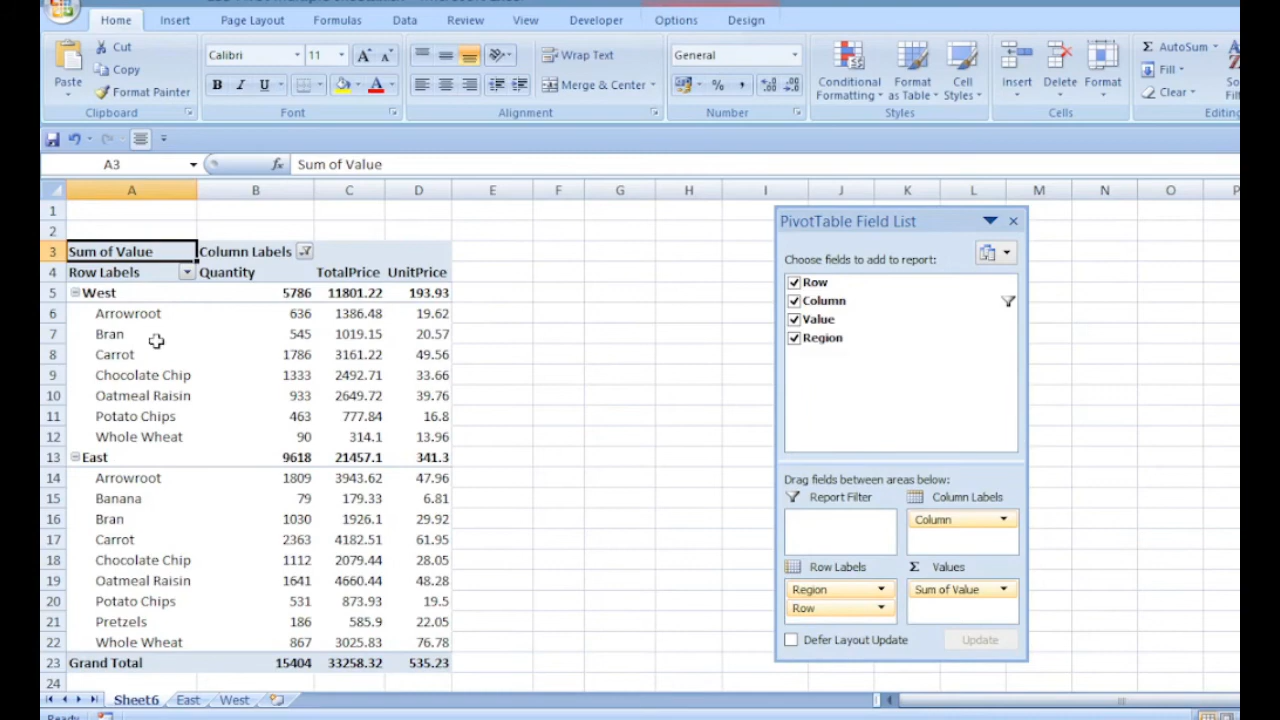 Home Insert Page Layout Formulas Data Review View Developer Options Design
Cut
Copy
Format Painter
Paste
Clipboard
Calibri 11
B I U
Font
Wrap Text
Merge & Center
Alignment
General
Number
Conditional Formatting
Format as Table
Cell Styles
Styles
Insert Delete Format
Cells
AutoSum
Fill
Clear
A3 fx Sum of Value
A B C D E F G H I J K L M N O P
1
2
3 Sum of Value Column Labels
4 Row Labels Quantity TotalPrice UnitPrice
5 West 5786 11801.22 193.93
6 Arrowroot 636 1386.48 19.62
7 Bran 545 1019.15 20.57
8 Carrot 1786 3161.22 49.56
9 Chocolate Chip 1333 2492.71 33.66
10 Oatmeal Raisin 933 2649.72 39.76
11 Potato Chips 463 777.84 16.8
12 Whole Wheat 90 314.1 13.96
13 East 9618 21457.1 341.3
14 Arrowroot 1809 3943.62 47.96
15 Banana 79 179.33 6.81
16 Bran 1030 1926.1 29.92
17 Carrot 2363 4182.51 61.95
18 Chocolate Chip 1112 2079.44 28.05
19 Oatmeal Raisin 1641 4660.44 48.28
20 Potato Chips 531 873.93 19.5
21 Pretzels 186 585.9 22.05
22 Whole Wheat 867 3025.83 76.78
23 Grand Total 15404 33258.32 535.23
24
PivotTable Field List
Choose fields to add to report:
Row
Column
Value
Region
Drag fields between areas below:
Report Filter Column Labels
Column
Row Labels Σ Values
Region Sum of Value
Row
Defer Layout Update Update
Sheet6 East West